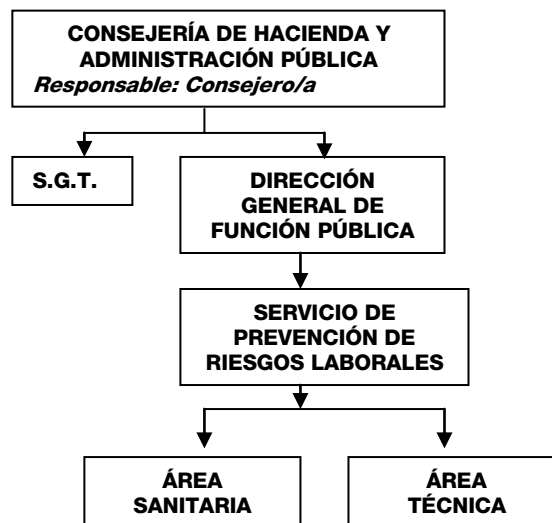 CONSEJERÍA DE HACIENDA Y
ADMINISTRACIÓN PÚBLICA
Responsable: Consejero/a
S.G.T.
DIRECCIÓN
GENERAL DE
FUNCIÓN PÚBLICA
SERVICIO DE
PREVENCIÓN DE
RIESGOS LABORALES
ÁREA
SANITARIA
ÁREA
TÉCNICA